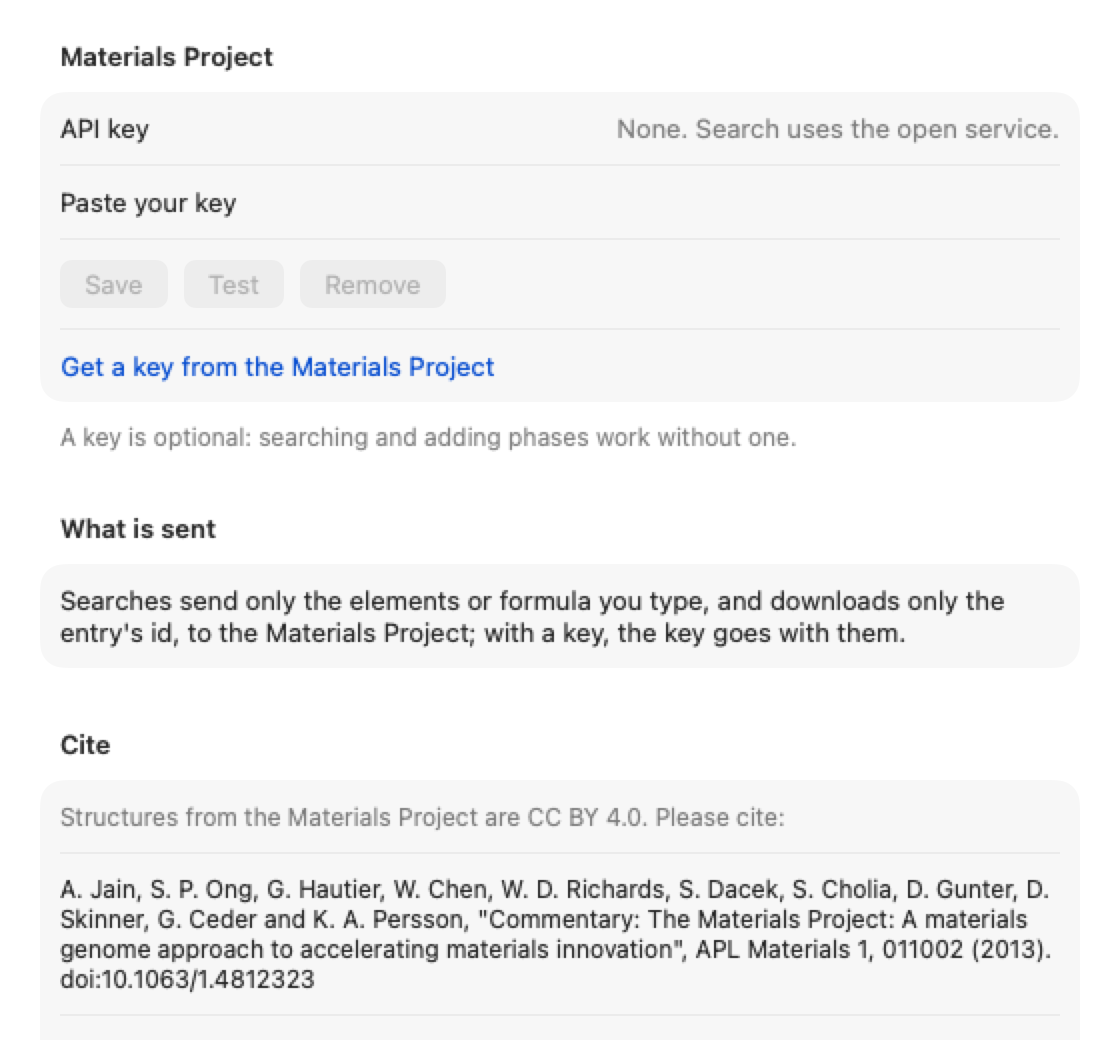 Materials Project
API key
None. Search uses the open service.
Paste your key
Save
Test
Remove
Get a key from the Materials Project
A key is optional: searching and adding phases work without one.
What is sent
Searches send only the elements or formula you type, and downloads only the
entry's id, to the Materials Project; with a key, the key goes with them.
Cite
Structures from the Materials Project are CC BY 4.0. Please cite:
A. Jain, S. P. Ong, G. Hautier, W. Chen, W. D. Richards, S. Dacek, S. Cholia, D. Gunter, D.
Skinner, G. Ceder and K. A. Persson, "Commentary: The Materials Project: A materials
genome approach to accelerating materials innovation", APL Materials 1, 011002 (2013).
doi:10.1063/1.4812323